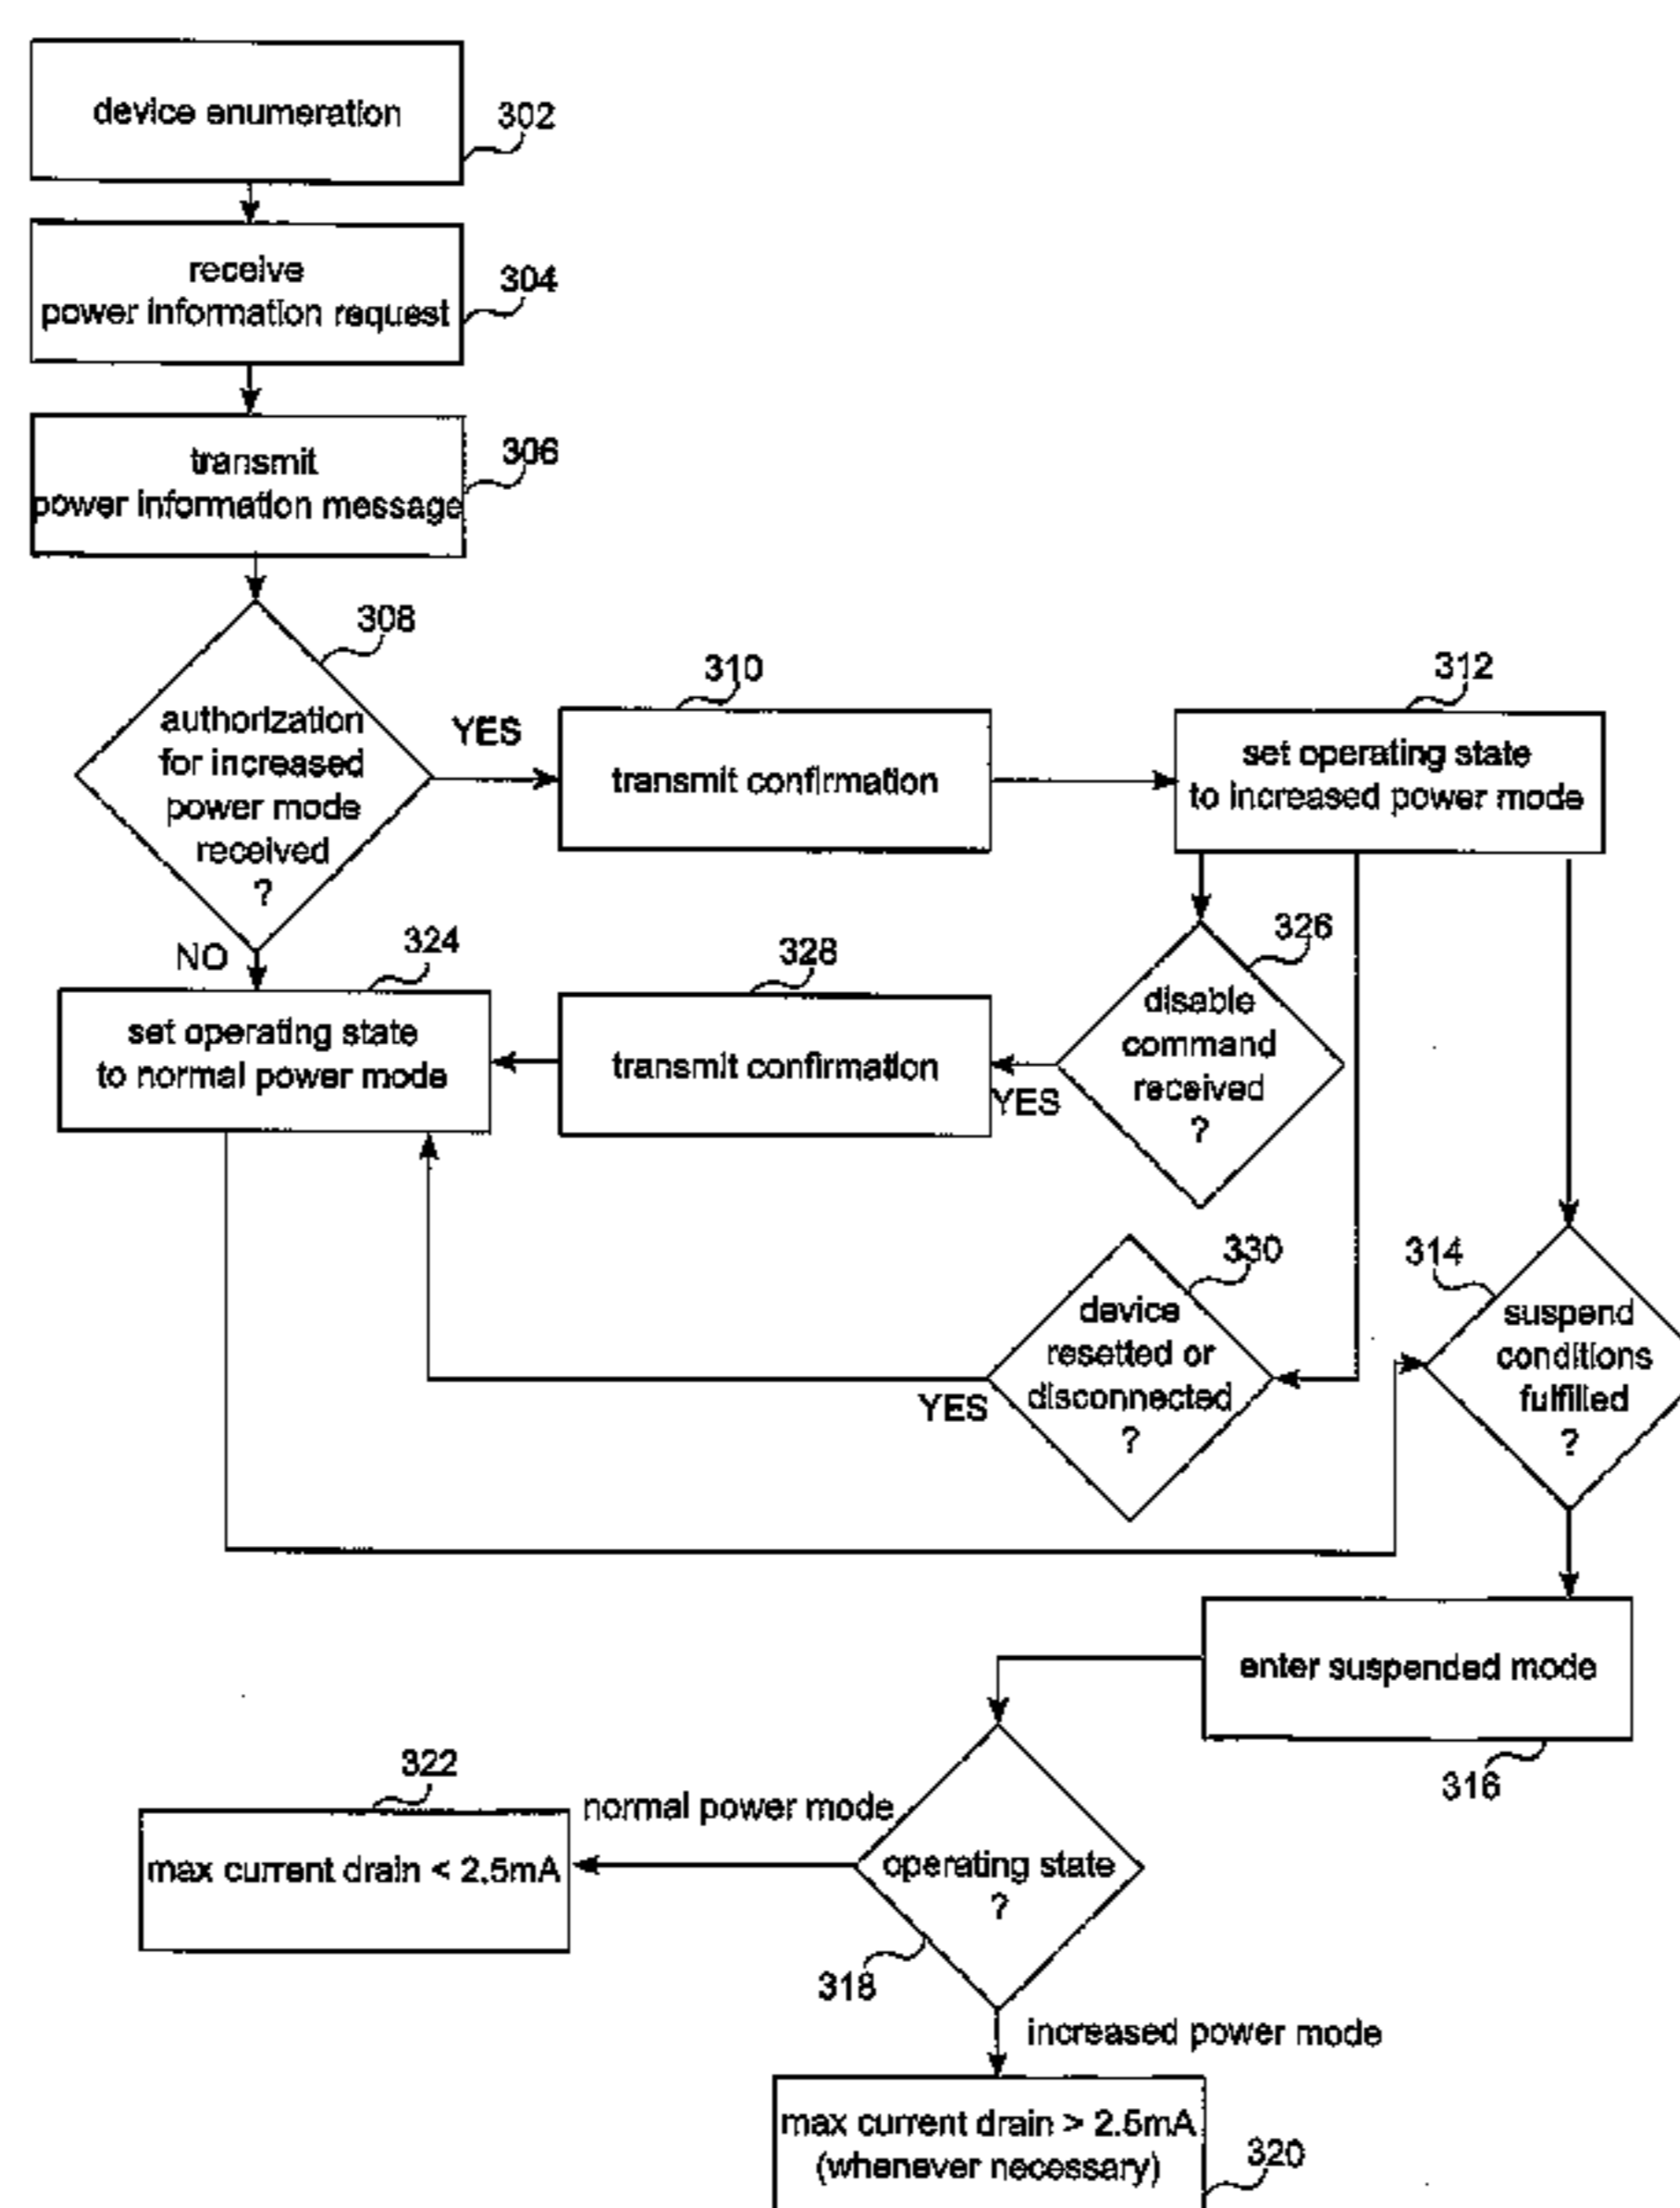 device enumeration
302
receive
power information request
304
transmit
power information message
306
308
authorization
for increased
power mode
received
?
YES
310
transmit confirmation
312
set operating state
to increased power mode
NO
324
set operating state
to normal power mode
328
transmit confirmation
YES
326
disable
command
received
?
330
device
resetted or
disconnected
?
YES
314
suspend
conditions
fulfilled
?
enter suspended mode
316
322
max current drain < 2.5mA
normal power mode
operating state
?
318
increased power mode
max current drain > 2.5mA
(whenever necessary)
320